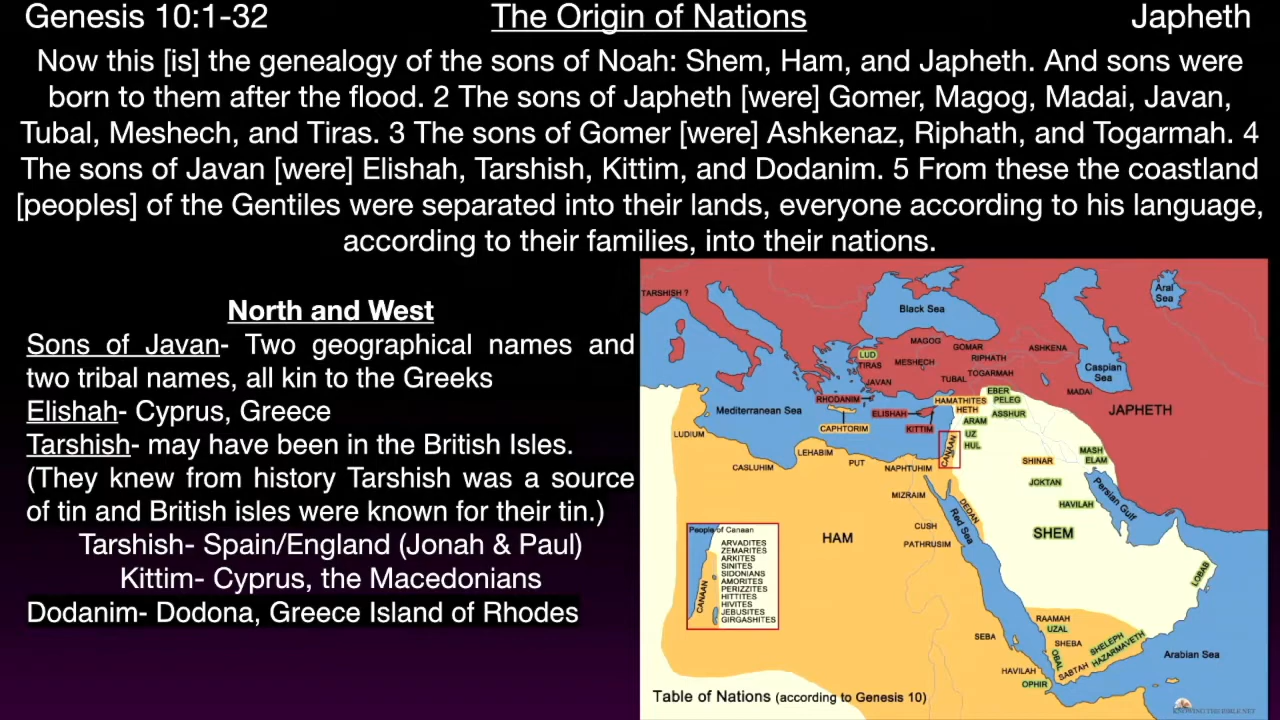 Genesis 10:1-32
The Origin of Nations
Japheth
Now this [is] the genealogy of the sons of Noah: Shem, Ham, and Japheth. And sons were
born to them after the flood. 2 The sons of Japheth [were] Gomer, Magog, Madai, Javan,
Tubal, Meshech, and Tiras. 3 The sons of Gomer [were] Ashkenaz, Riphath, and Togarmah. 4
The sons of Javan [were] Elishah, Tarshish, Kittim, and Dodanim. 5 From these the coastland
[peoples] of the Gentiles were separated into their lands, everyone according to his language,
according to their families, into their nations.
North and West
Sons of Javan- Two geographical names and
two tribal names, all kin to the Greeks
Elishah- Cyprus, Greece
Tarshish- may have been in the British Isles.
(They knew from history Tarshish was a source
of tin and British isles were known for their tin.)
Tarshish- Spain/England (Jonah & Paul)
Kittim- Cyprus, the Macedonians
Dodanim- Dodona, Greece Island of Rhodes
TARSHISH ?
Black Sea
Aral
Sea
MAGOG
GOMAR
ASHKENA
LUD
TIRAS
MESHECH
RIPHATH
TOGARMAH
Caspian
Sea
JAVAN
TUBAL
MADAI
JAPHETH
RHODANIM
EBER
PELEG
HAMATHITES
HETH
ASSHUR
Mediterranean Sea
ELISHAH
ARAM
CAPHTORIM
KITTIM
UZ
HUL
LUDIUM
CANAAN
LEHABIM
MASH
ELAM
CASLUHIM
PUT
NAPHTUHIM
SHINAR
JOKTAN
Persian Gulf
MIZRAIM
DEDAN
HAVILAH
Red Sea
CUSH
PATHRUSIM
HAM
SHEM
People of Canaan
CANAAN
ARVADITES
ZEMARITES
ARKITES
SINITES
SIDONIANS
AMORITES
PERIZZITES
HITTITES
HIVITES
JEBUSITES
GIRGASHITES
LOBAB
RAAMAH
UZAL
SEBA
SHEBA
SHELEPH
HAZARMAVETH
OBAL
SABTAH
HAVILAH
OPHIR
Arabian Sea
Table of Nations (according to Genesis 10)
KNOWING THE BIBLE.NET